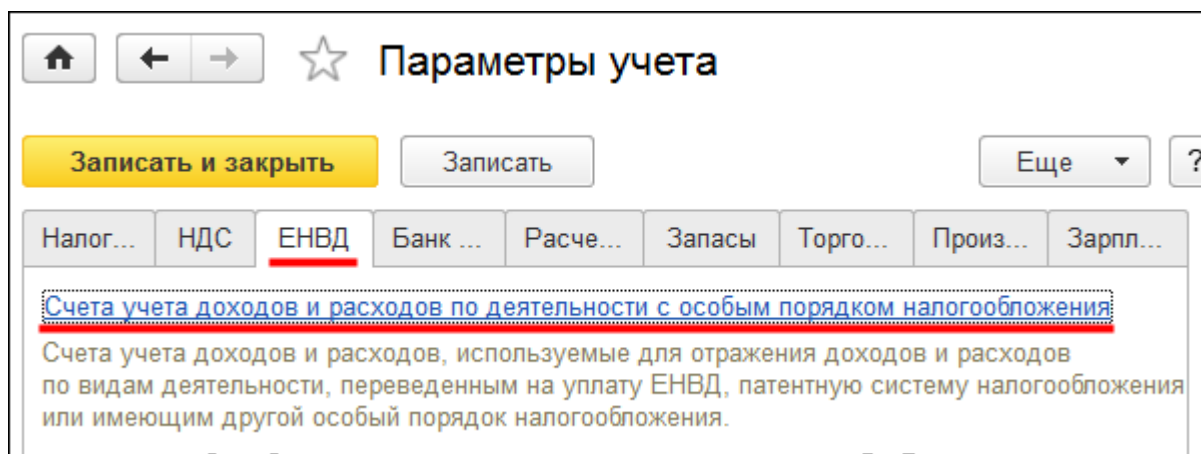 Параметры учета
Записать и закрыть Записать Еще ?
Налог... НДС ЕНВД Банк ... Расче... Запасы Торго... Произ... Зарпл...
Счета учета доходов и расходов по деятельности с особым порядком налогообложения
Счета учета доходов и расходов, используемые для отражения доходов и расходов
по видам деятельности, переведенным на уплату ЕНВД, патентную систему налогообложения
или имеющим другой особый порядок налогообложения.